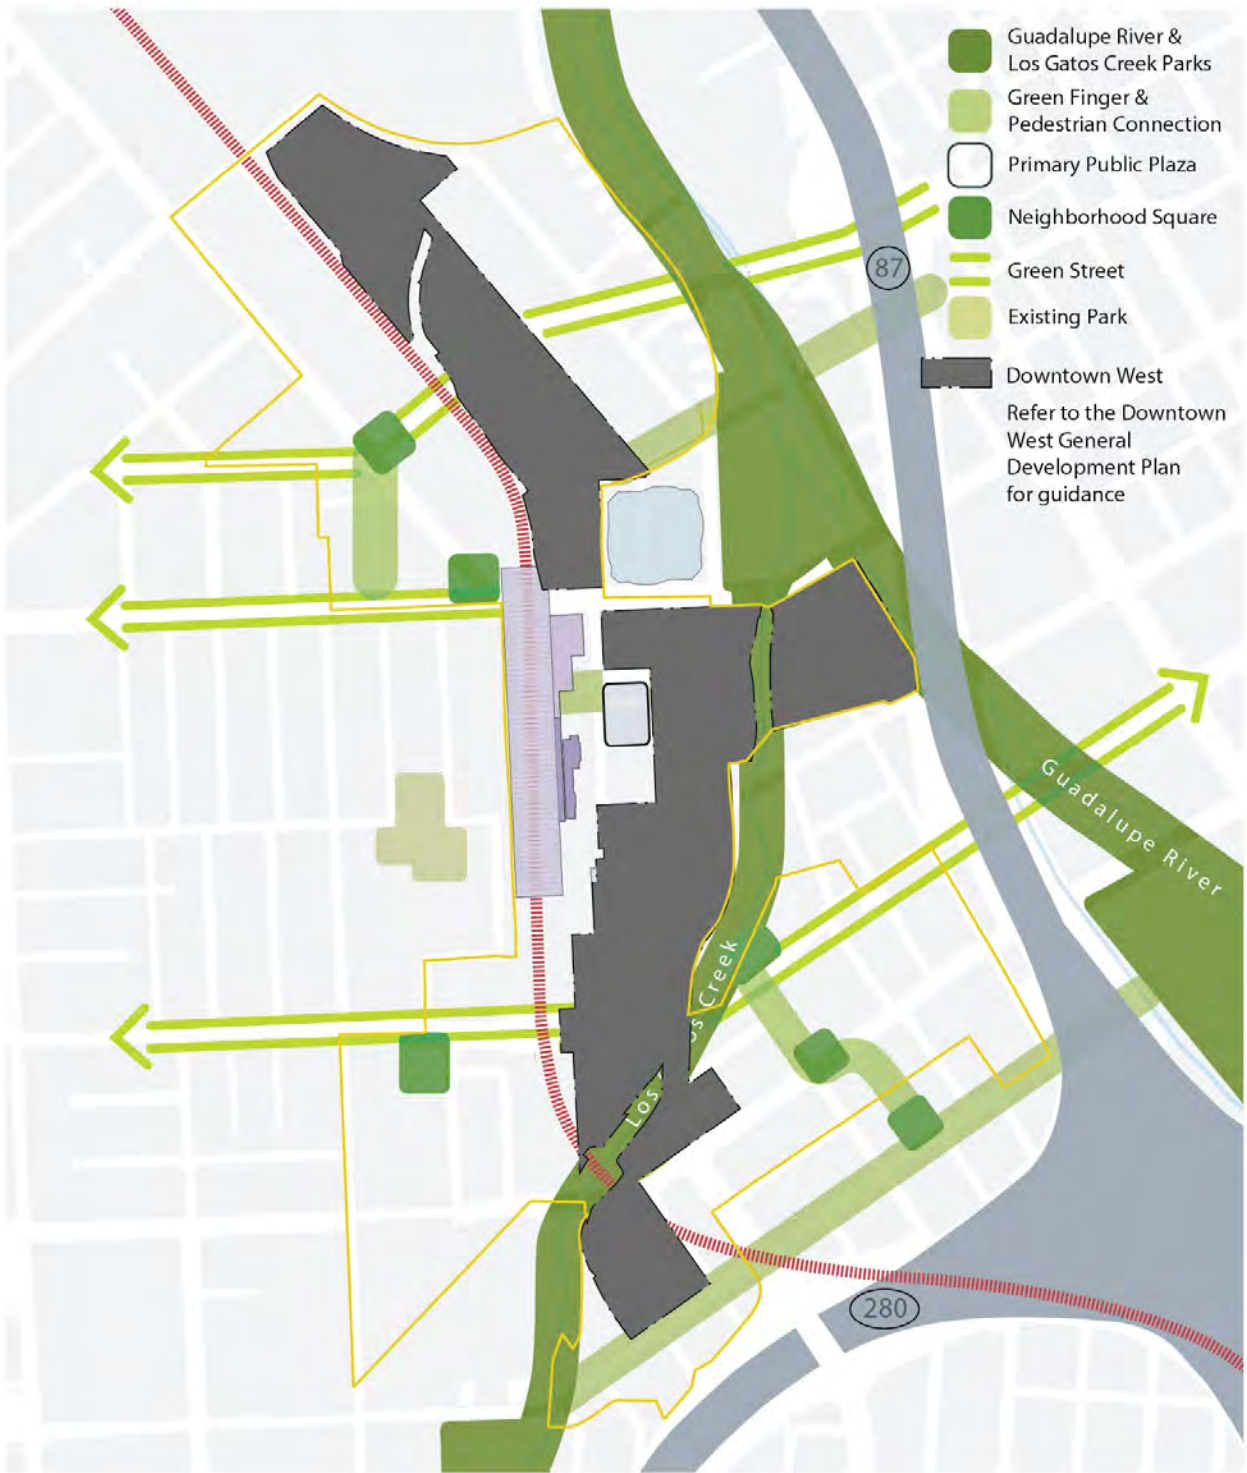 Guadalupe River &
Los Gatos Creek Parks
Green Finger &
Pedestrian Connection
Primary Public Plaza
Neighborhood Square
Green Street
Existing Park
Downtown West
Refer to the Downtown
West General
Development Plan
for guidance
87
Guadalupe River
Los
os Creek
280